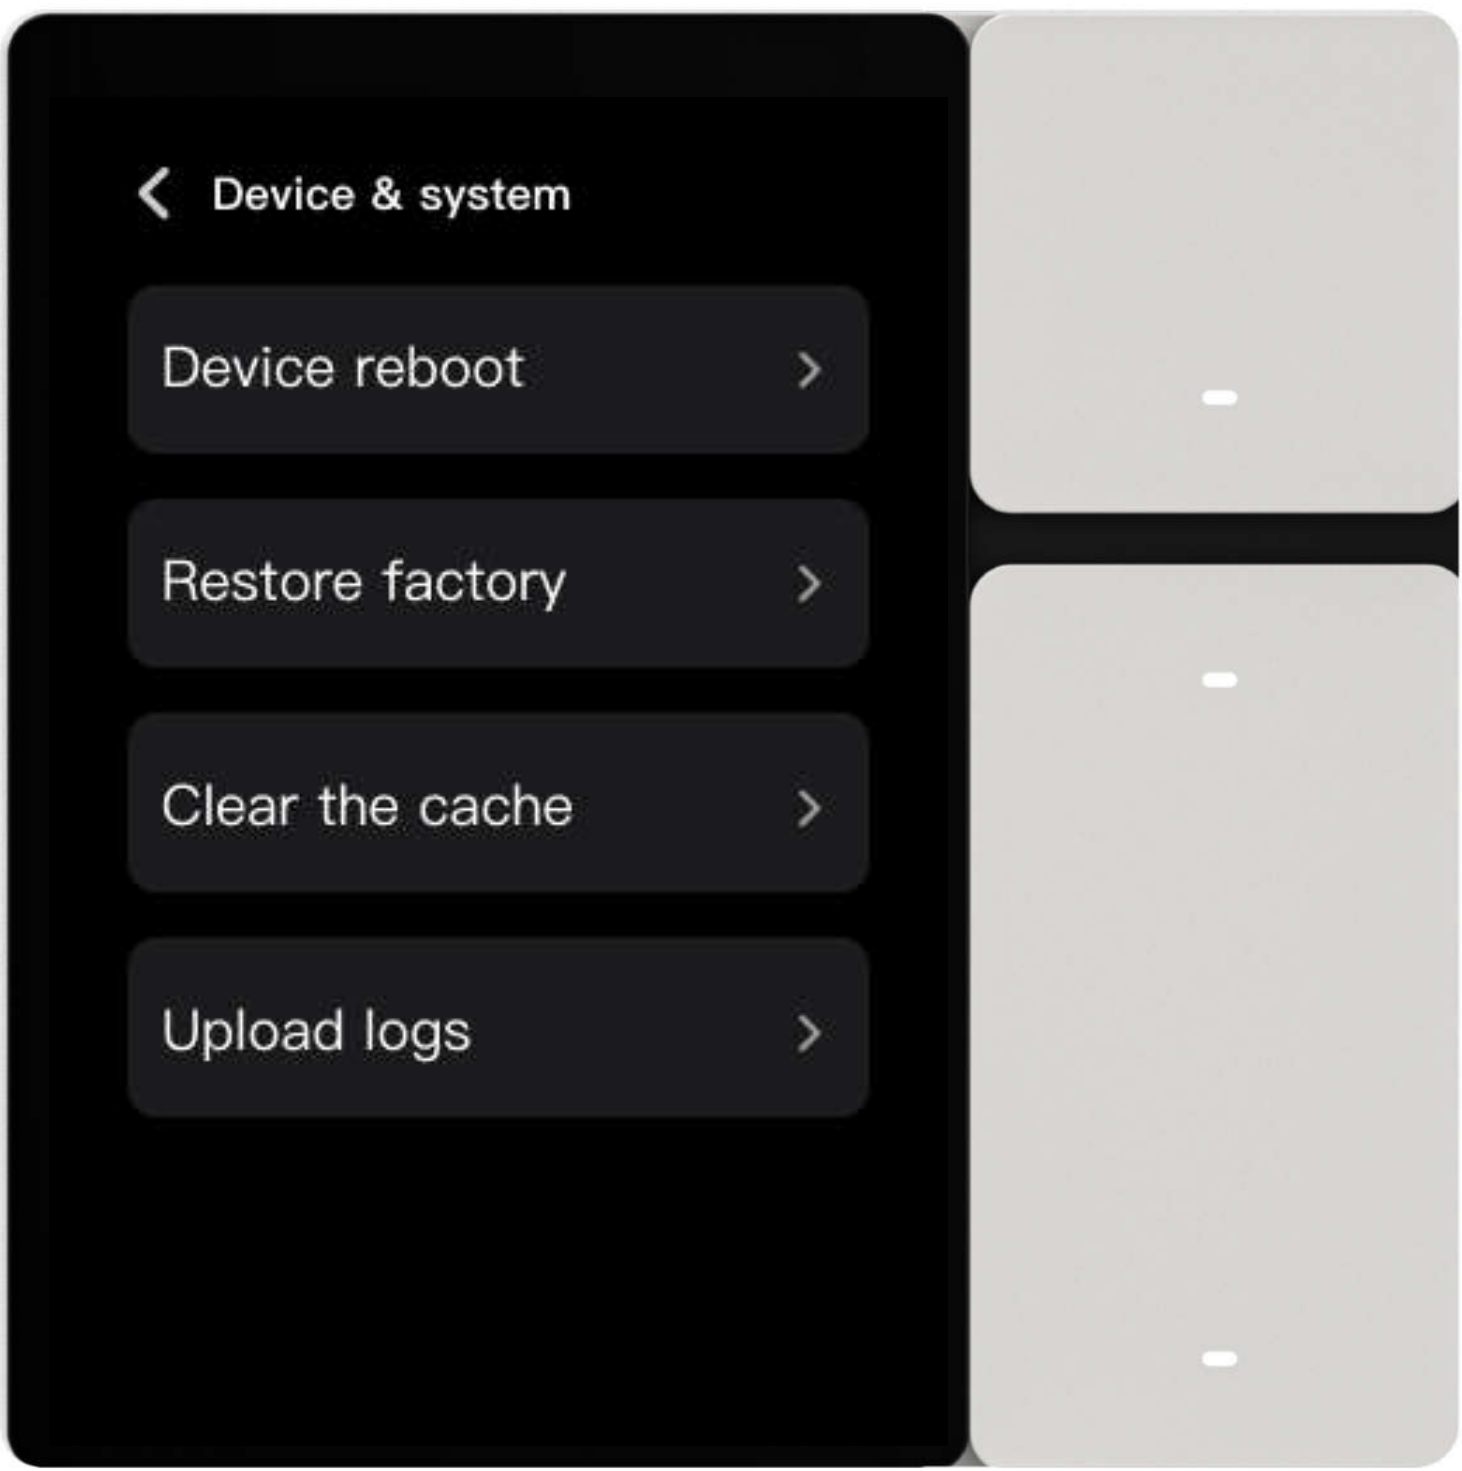 Device & system
Device reboot
Restore factory
Clear the cache
Upload logs